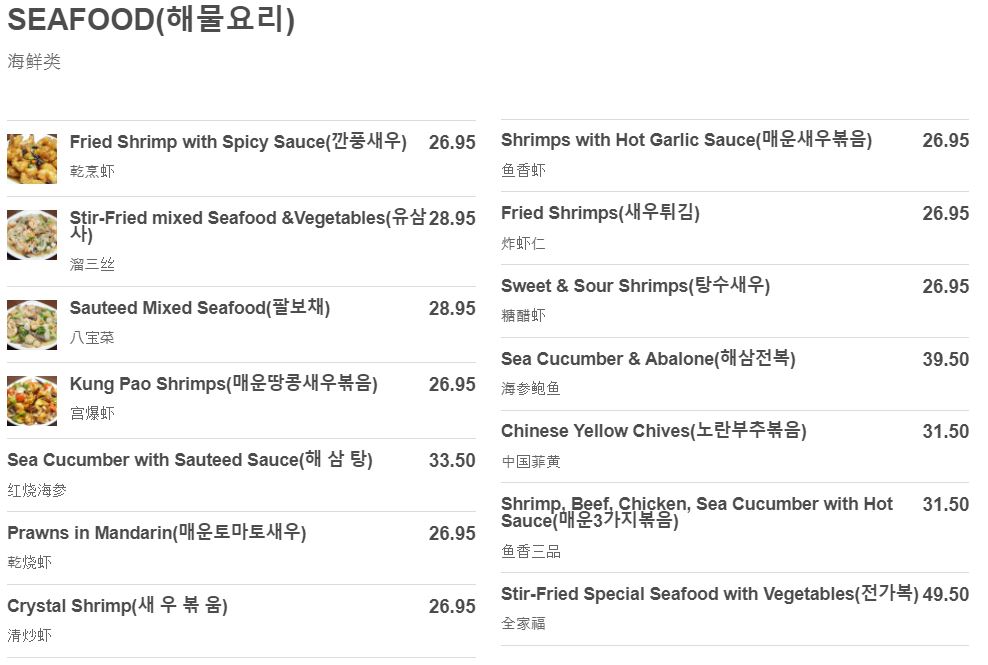 SEAFOOD(해물요리)
海鲜类
Fried Shrimp with Spicy Sauce(깐풍새우) 26.95
乾烹虾
Stir-Fried mixed Seafood &Vegetables(유삼 28.95
사)
溜三丝
Sauteed Mixed Seafood(팔보채) 28.95
八宝菜
Kung Pao Shrimps(매운땅콩새우볶음) 26.95
宫爆虾
Sea Cucumber with Sauteed Sauce(해 삼 탕) 33.50
红烧海参
Prawns in Mandarin(매운토마토새우) 26.95
乾烧虾
Crystal Shrimp(새 우 볶 움) 26.95
清炒虾
Shrimps with Hot Garlic Sauce(매운새우볶음) 26.95
鱼香虾
Fried Shrimps(새우튀김) 26.95
炸虾仁
Sweet & Sour Shrimps(탕수새우) 26.95
糖醋虾
Sea Cucumber & Abalone(해삼전복) 39.50
海参鲍鱼
Chinese Yellow Chives(노란부추볶음) 31.50
中国菲黄
Shrimp, Beef, Chicken, Sea Cucumber with Hot 31.50
Sauce(매운3가지볶음)
鱼香三品
Stir-Fried Special Seafood with Vegetables(전가복) 49.50
全家福